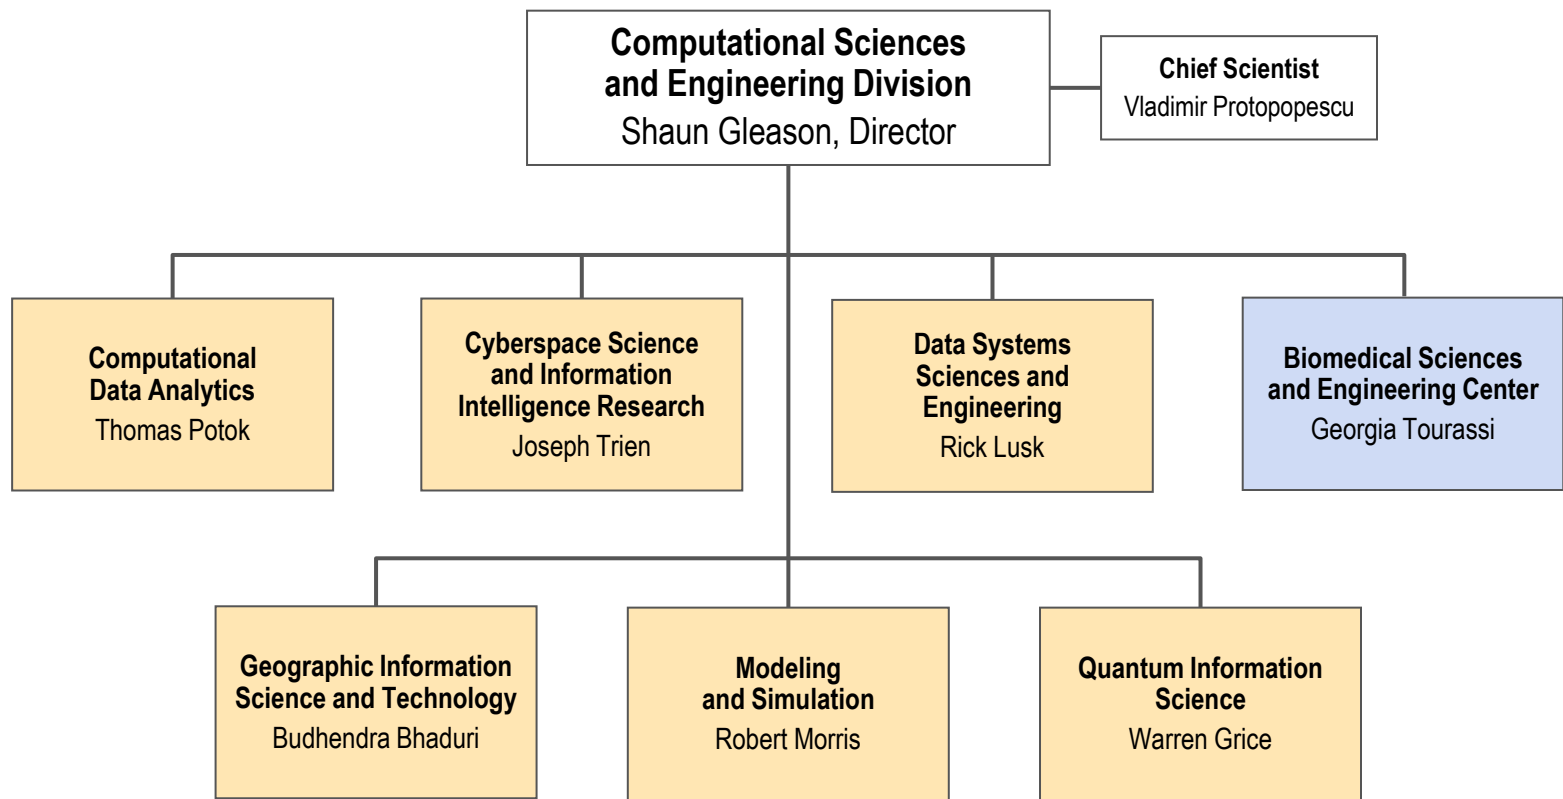 Computational Sciences
and Engineering Division
Shaun Gleason, Director
Chief Scientist
Vladimir Protopopescu
Computational
Data Analytics
Thomas Potok
Cyberspace Science
and Information
Intelligence Research
Joseph Trien
Data Systems
Sciences and
Engineering
Rick Lusk
Biomedical Sciences
and Engineering Center
Georgia Tourassi
Geographic Information
Science and Technology
Budhendra Bhaduri
Modeling
and Simulation
Robert Morris
Quantum Information
Science
Warren Grice